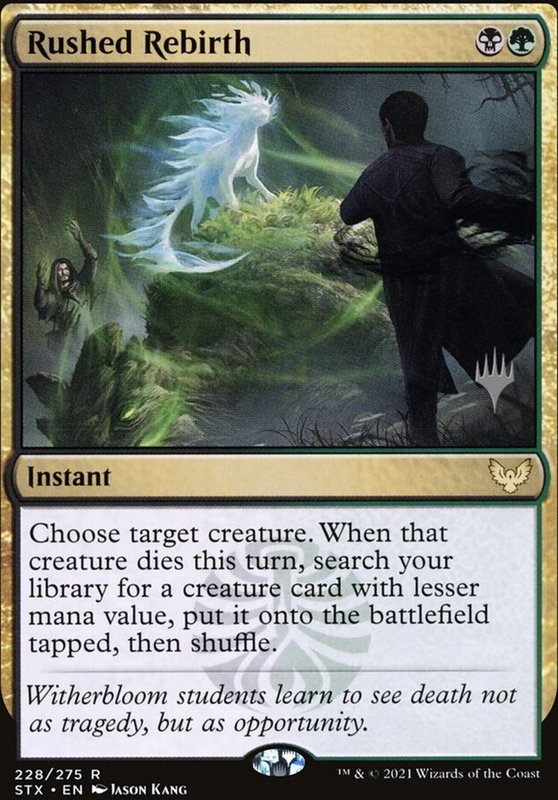 Rushed Rebirth
Instant
Choose target creature. When that
creature dies this turn, search your
library for a creature card with lesser
mana value, put it onto the battlefield
tapped, then shuffle.
Witherbloom students learn to see death not
as tragedy, but as opportunity.
228/275 R
STX • EN Jason Kang
™ & © 2021 Wizards of the Coast